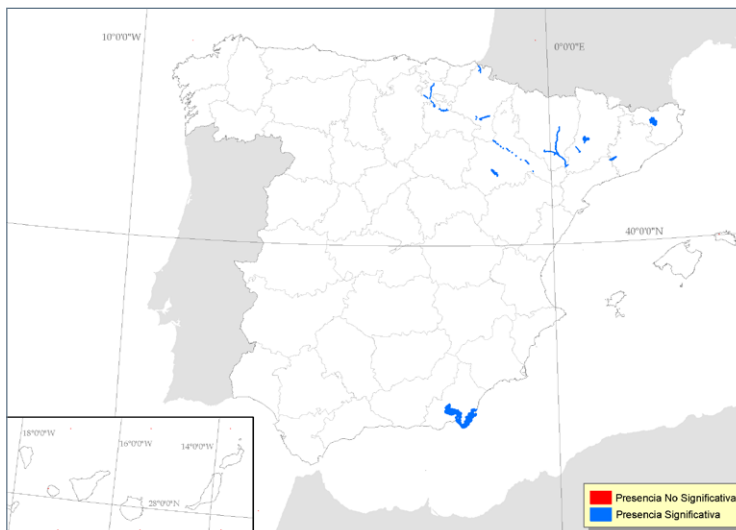 10°0'0"W
0°0'0"E
40°0'0"N
18°0'0"W
16°0'0"W
14°0'0"W
28°0'0"N
Presencia No Significativa
Presencia Significativa